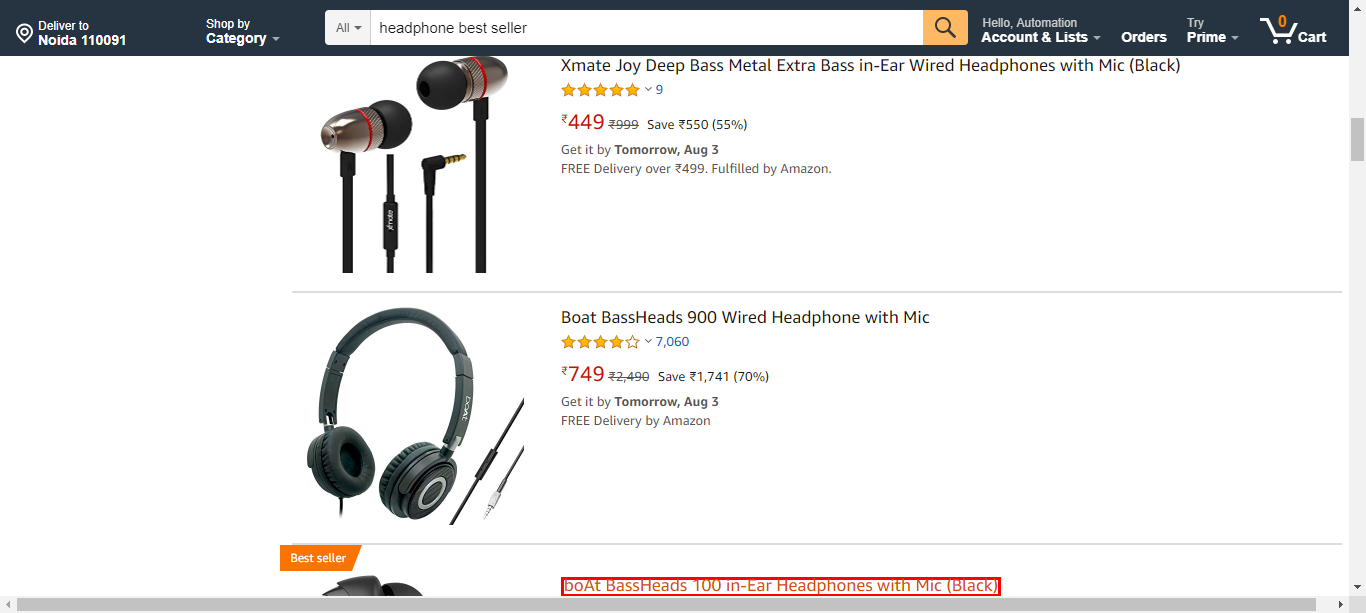 Deliver to
Noida 110091
Shop by
Category
All
headphone best seller
Hello, Automation
Account & Lists
Orders
Try
Prime
0
Cart
Xmate Joy Deep Bass Metal Extra Bass in-Ear Wired Headphones with Mic (Black)
9
₹449 ₹999 Save ₹550 (55%)
Get it by Tomorrow, Aug 3
FREE Delivery over ₹499. Fulfilled by Amazon.
xmate
Boat BassHeads 900 Wired Headphone with Mic
7,060
₹749 ₹2,490 Save ₹1,741 (70%)
Get it by Tomorrow, Aug 3
FREE Delivery by Amazon
boAt
Best seller
boAt BassHeads 100 in-Ear Headphones with Mic (Black)